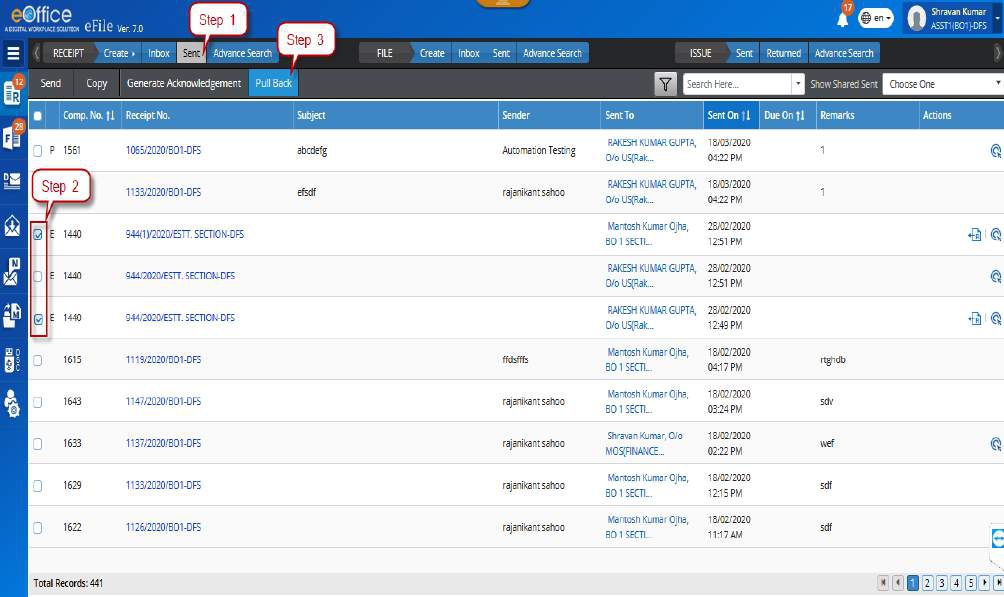 Step 1
Step 3
eOffice
A DIGITAL WORKPLACE SOLUTION
eFile Ver. 7.0
17
en
Shravan Kumar
ASST1(BO1)-DFS
RECEIPT Create Inbox Sent Advance Search
FILE Create Inbox Sent Advance Search
ISSUE Sent Returned Advance Search
Send Copy Generate Acknowledgement Pull Back
Search Here... Show Shared Sent Choose One
12
28
Comp. No. Receipt No. Subject Sender Sent To Sent On Due On Remarks Actions
P 1561 1065/2020/BO1-DFS abcdefg Automation Testing RAKESH KUMAR GUPTA, 18/03/2020 1
O/o US(Rak... 04:22 PM
Step 2
1133/2020/BO1-DFS efsdf rajanikant sahoo RAKESH KUMAR GUPTA, 18/03/2020 1
O/o US(Rak... 04:22 PM
E 1440 944(1)/2020/ESTT. SECTION-DFS Mantosh Kumar Ojha, 28/02/2020
BO 1 SECTI... 12:51 PM
E 1440 944/2020/ESTT. SECTION-DFS RAKESH KUMAR GUPTA, 28/02/2020
O/o US(Rak... 12:51 PM
E 1440 944/2020/ESTT. SECTION-DFS RAKESH KUMAR GUPTA, 28/02/2020
O/o US(Rak... 12:49 PM
1615 1119/2020/BO1-DFS ffdsfffs Mantosh Kumar Ojha, 18/02/2020 rtghdb
BO 1 SECTI... 04:17 PM
1643 1147/2020/BO1-DFS rajanikant sahoo Mantosh Kumar Ojha, 18/02/2020 sdv
BO 1 SECTI... 03:24 PM
1633 1137/2020/BO1-DFS rajanikant sahoo Shravan Kumar, O/o 18/02/2020 wef
MOS(FINANCE... 02:22 PM
1629 1133/2020/BO1-DFS rajanikant sahoo Mantosh Kumar Ojha, 18/02/2020 sdf
BO 1 SECTI... 12:15 PM
1622 1126/2020/BO1-DFS rajanikant sahoo Mantosh Kumar Ojha, 18/02/2020 sdf
BO 1 SECTI... 11:17 AM
Total Records: 441
1 2 3 4 5